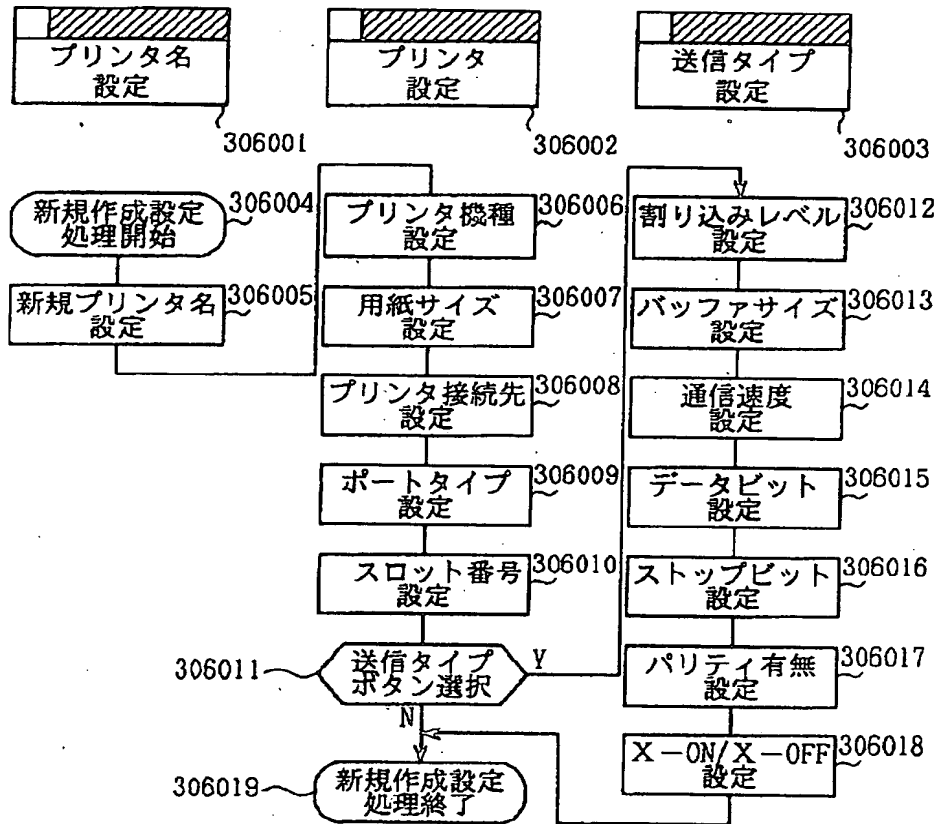 プリンタ名
設定
306001
プリンタ
設定
306002
送信タイプ
設定
306003
新規作成設定
処理開始
306004
新規プリンタ名
設定
306005
プリンタ機種
設定
306006
用紙サイズ
設定
306007
プリンタ接続先
設定
306008
ポートタイプ
設定
306009
スロット番号
設定
306010
306011
送信タイプ
ボタン選択
Y
N
割り込みレベル
設定
306012
バッファサイズ
設定
306013
通信速度
設定
306014
データビット
設定
306015
ストップビット
設定
306016
パリティ有無
設定
306017
X-ON/X-OFF
設定
306018
306019
新規作成設定
処理終了